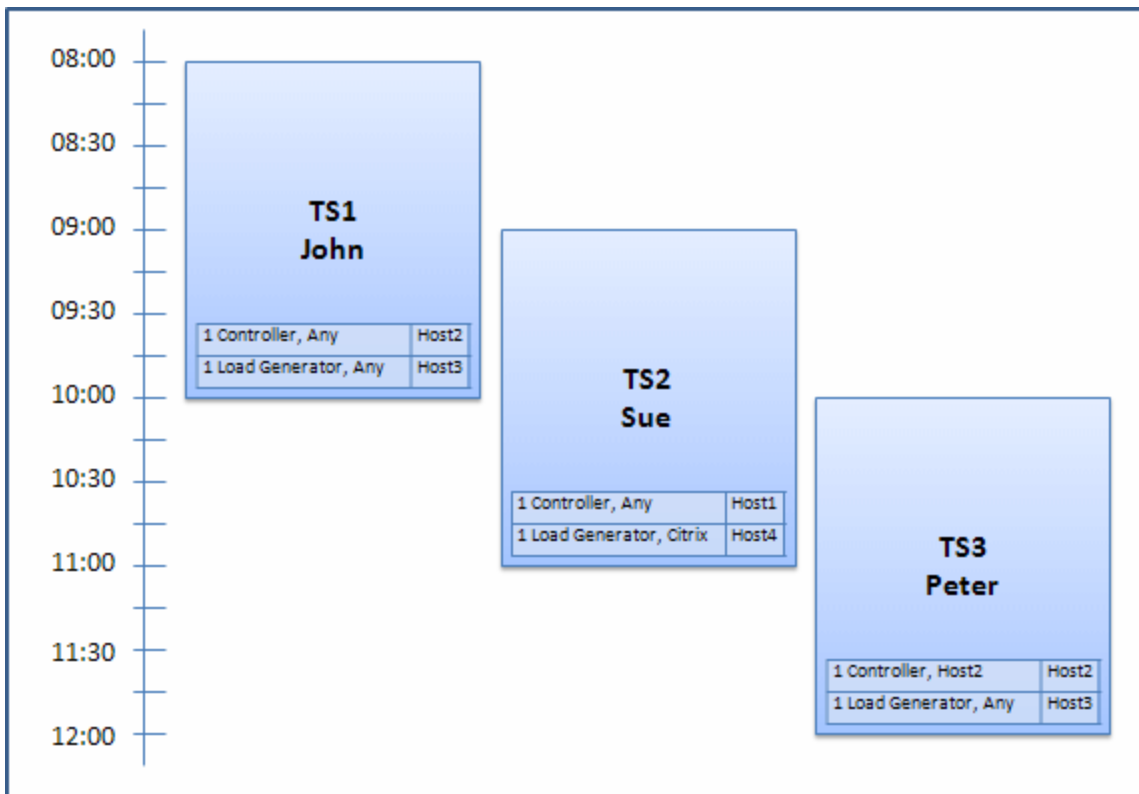 08:00
08:30
09:00
09:30
10:00
10:30
11:00
11:30
12:00
TS1
John
1 Controller, Any Host2
1 Load Generator, Any Host3
TS2
Sue
1 Controller, Any Host1
1 Load Generator, Citrix Host4
TS3
Peter
1 Controller, Host2 Host2
1 Load Generator, Any Host3